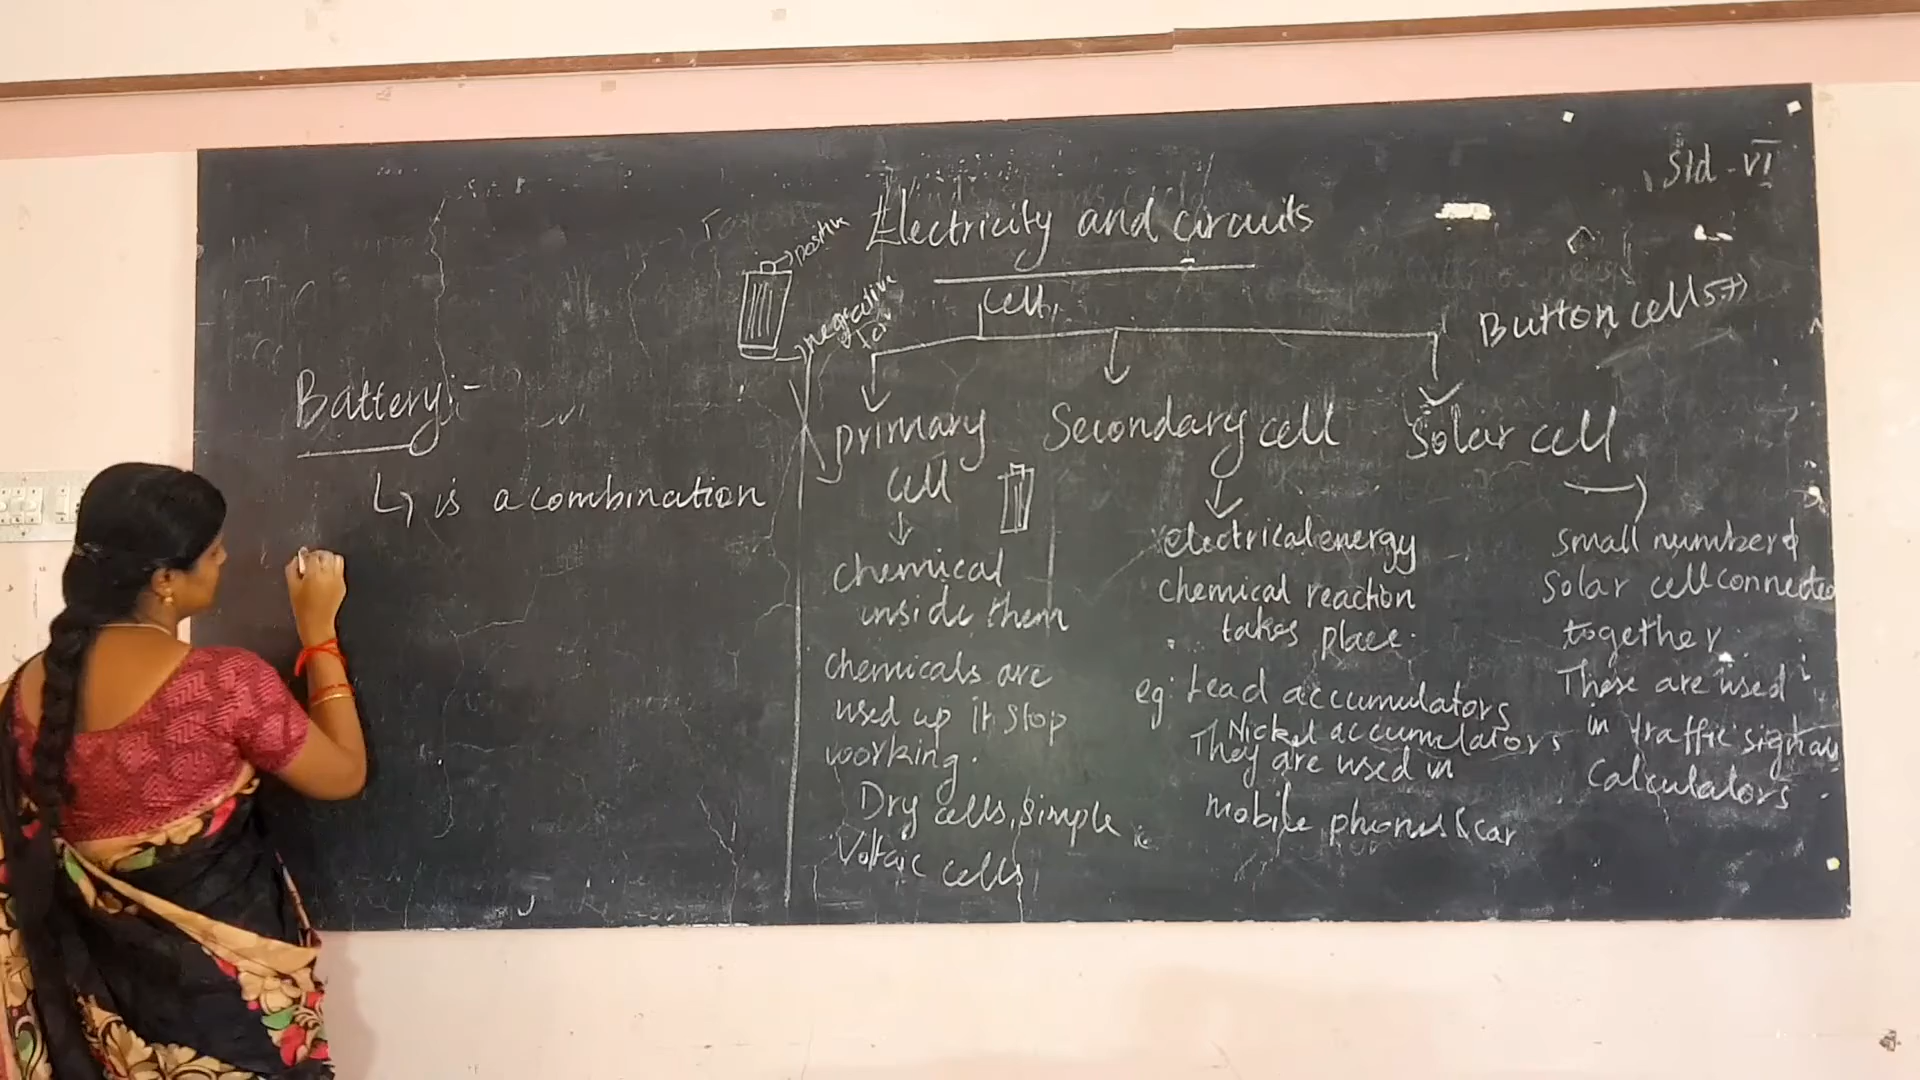 Std - VI
Electricity and circuits
positive
negative
cell
Button cells
Battery:-
is a combination
primary
cell
chemical
inside them
chemicals are
used up it stop
working.
Dry cells, simple
Voltaic cells
Secondary cell
electrical energy
chemical reaction
takes place.
eg: Lead accumulators
Nickel accumulators
They are used in
mobile phones & car
Solar cell
small number of
Solar cell connected
together.
These are used
in traffic signals
Calculators.